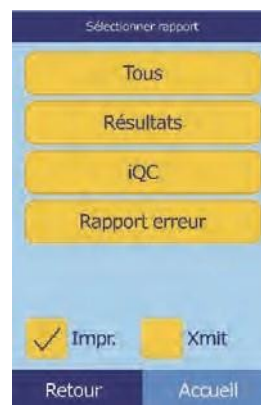 Sélectionner rapport
Tous
Résultats
iQC
Rapport erreur
Impr. Xmit
Retour Accueil